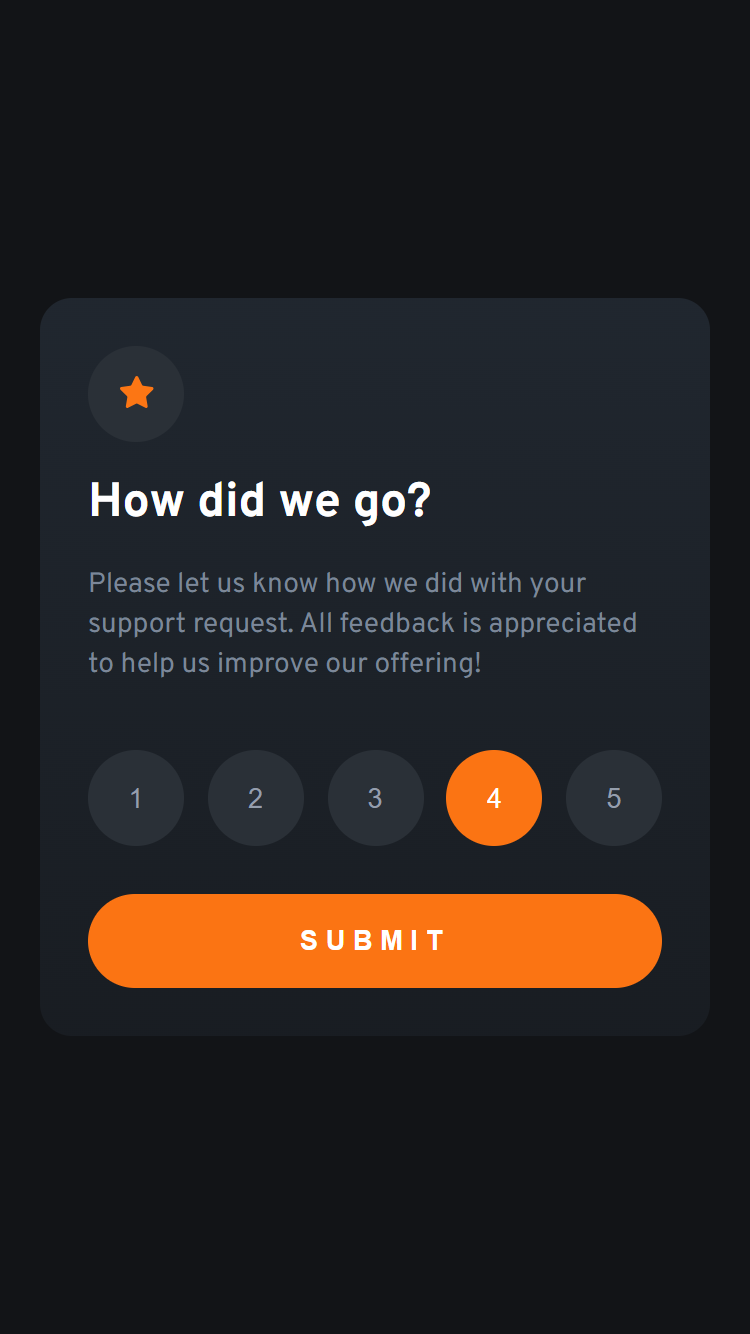 How did we go?
Please let us know how we did with your
support request. All feedback is appreciated
to help us improve our offering!
1 2 3 4 5
SUBMIT